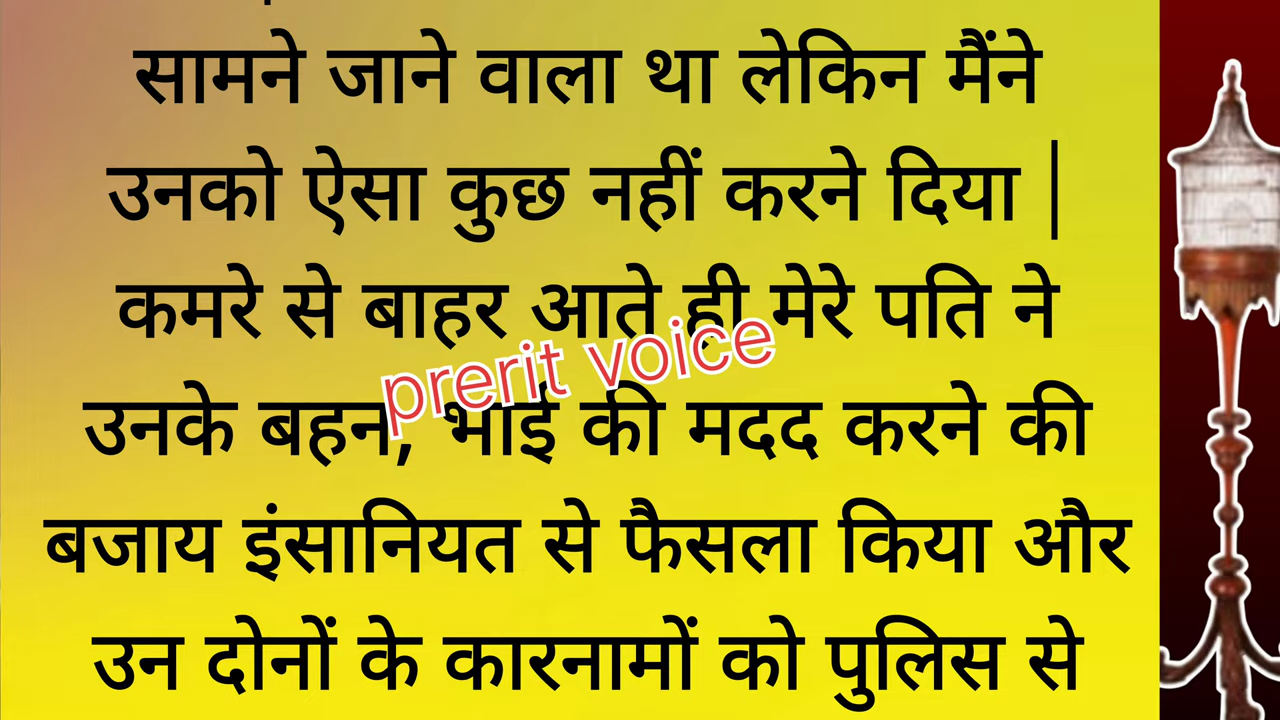 सामने जाने वाला था लेकिन मैंने
उनको ऐसा कुछ नहीं करने दिया |
कमरे से बाहर आते ही मेरे पति ने
prerit voice
उनके बहन, भाई की मदद करने की
बजाय इंसानियत से फैसला किया और
उन दोनों के कारनामों को पुलिस से